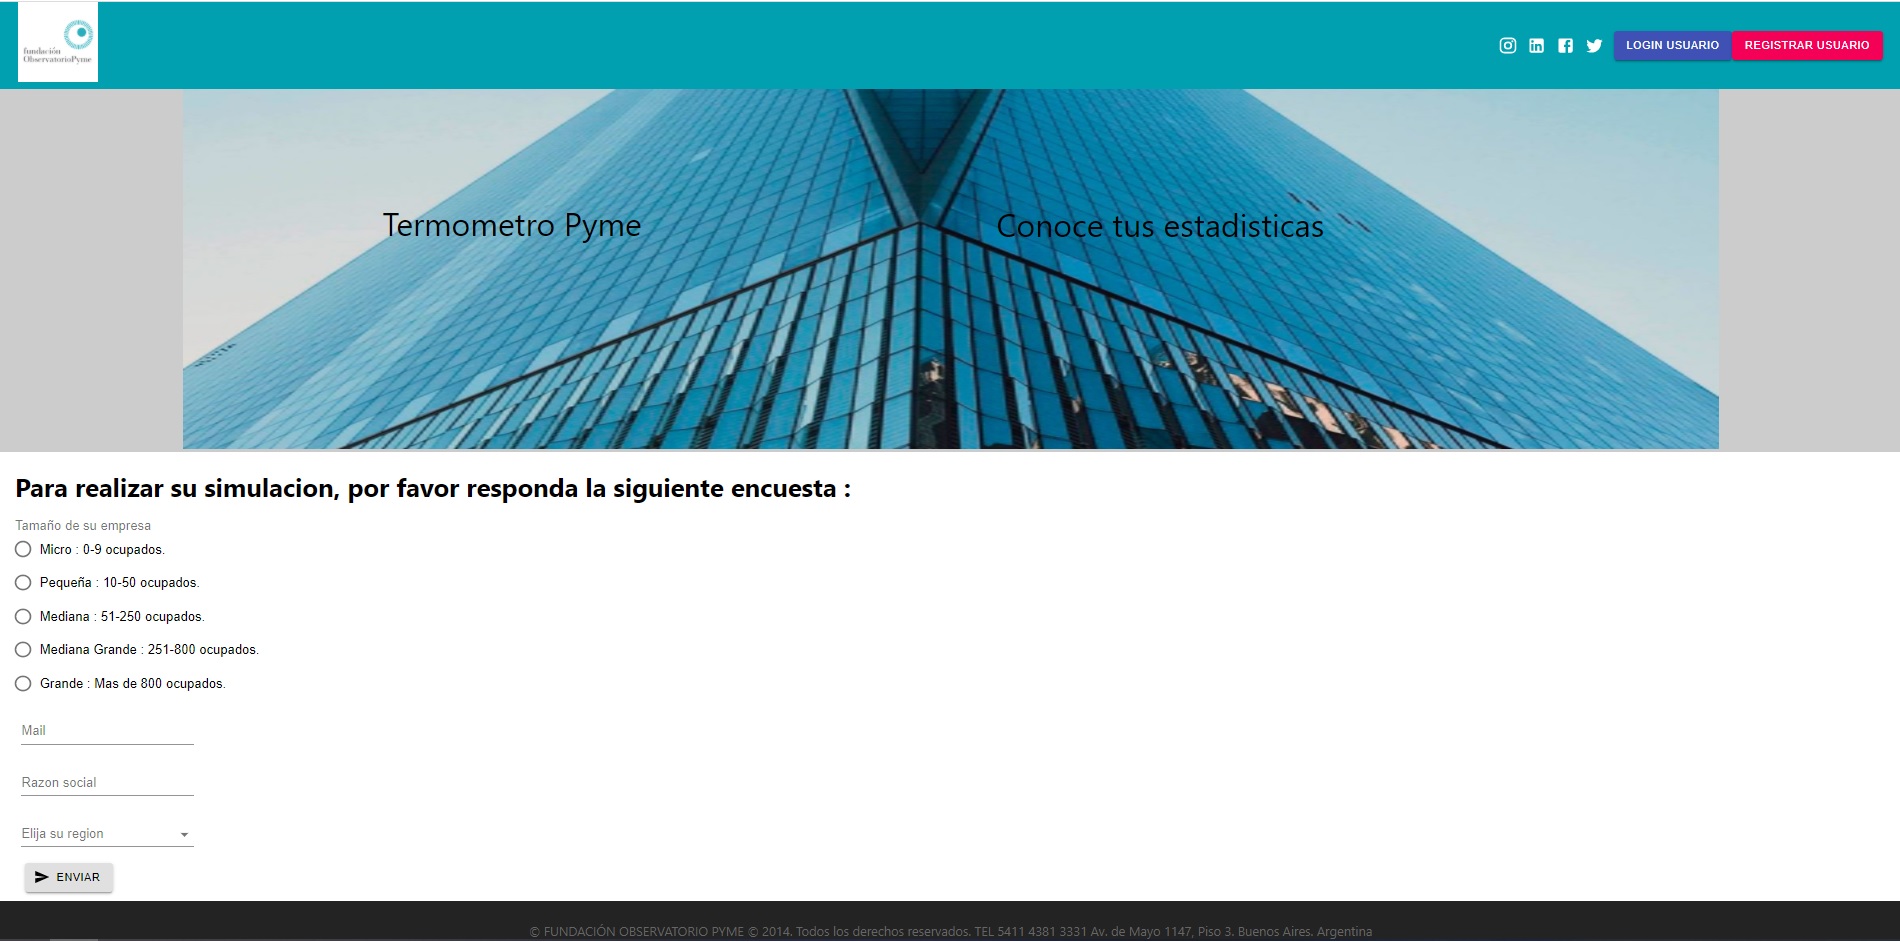 fundación
ObservatorioPyme
LOGIN USUARIO
REGISTRAR USUARIO
Termometro Pyme
Conoce tus estadisticas
Para realizar su simulacion, por favor responda la siguiente encuesta :
Tamaño de su empresa
Micro : 0-9 ocupados.
Pequeña : 10-50 ocupados.
Mediana : 51-250 ocupados.
Mediana Grande : 251-800 ocupados.
Grande : Mas de 800 ocupados.
Mail
Razon social
Elija su region
ENVIAR
© FUNDACIÓN OBSERVATORIO PYME © 2014. Todos los derechos reservados. TEL 5411 4381 3331 Av. de Mayo 1147, Piso 3. Buenos Aires. Argentina